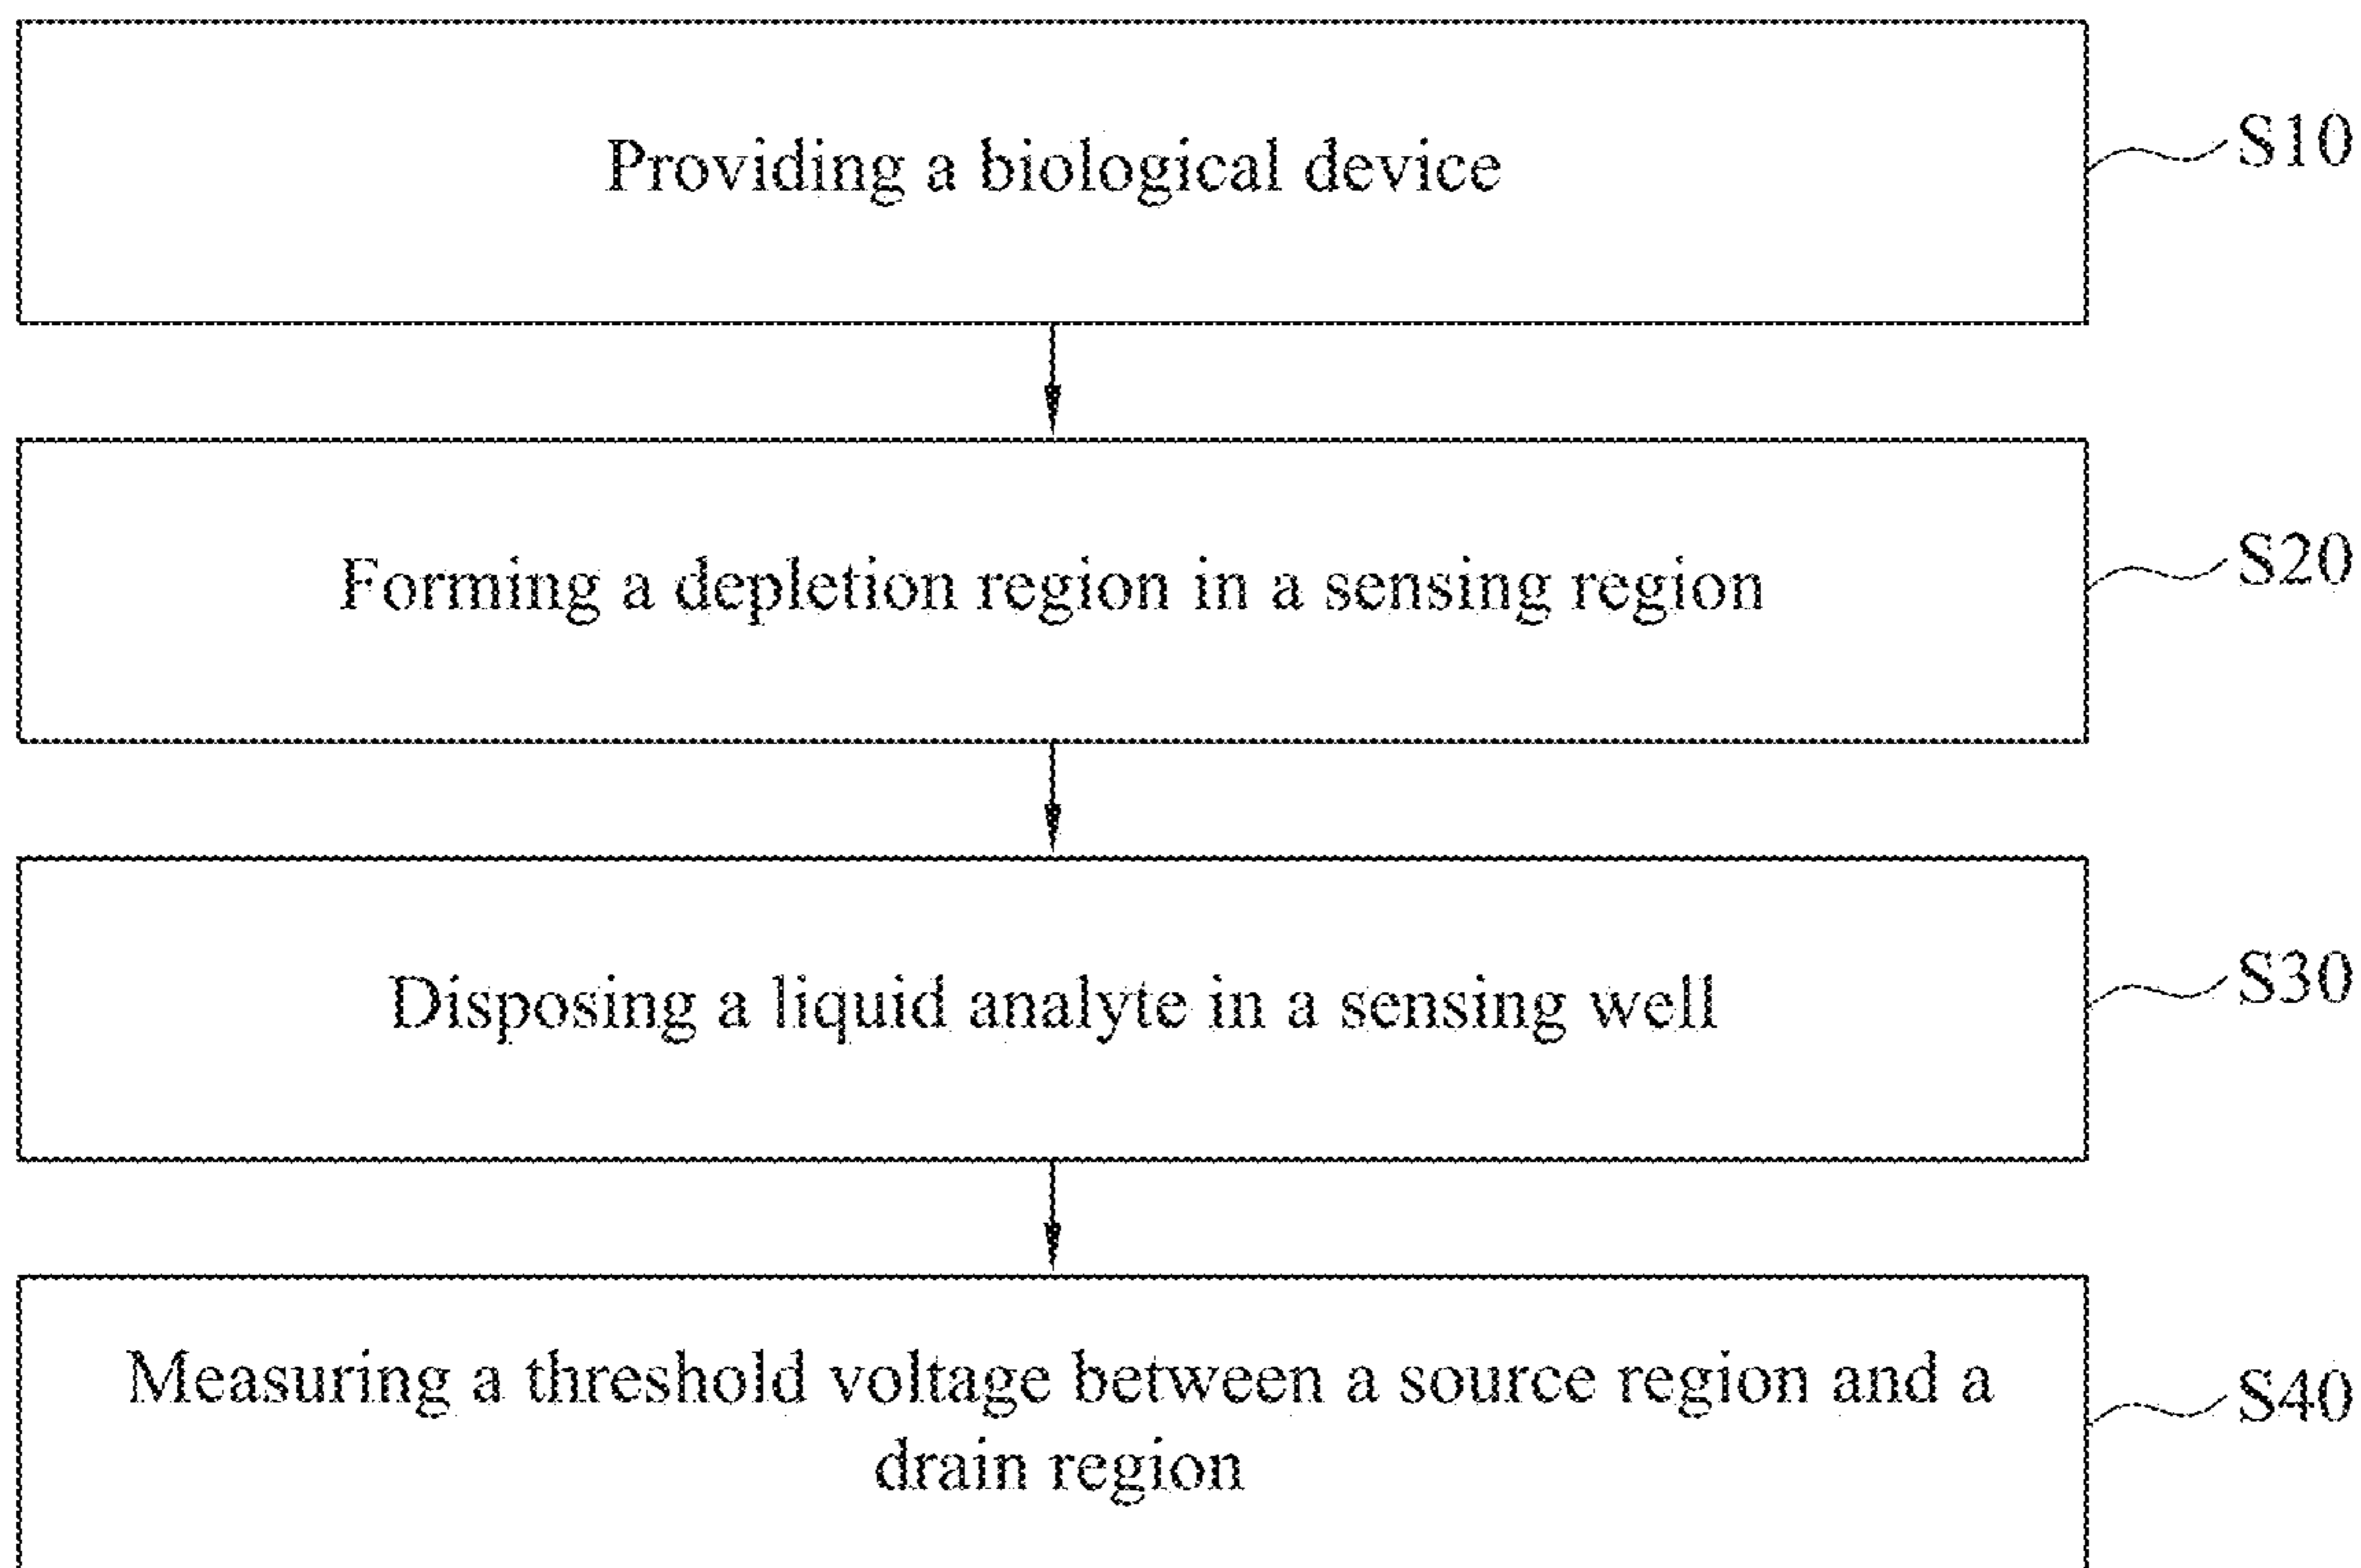 Providing a biological device
S10
Forming a depletion region in a sensing region
S20
Disposing a liquid analyte in a sensing well
S30
Measuring a threshold voltage between a source region and a
drain region
S40